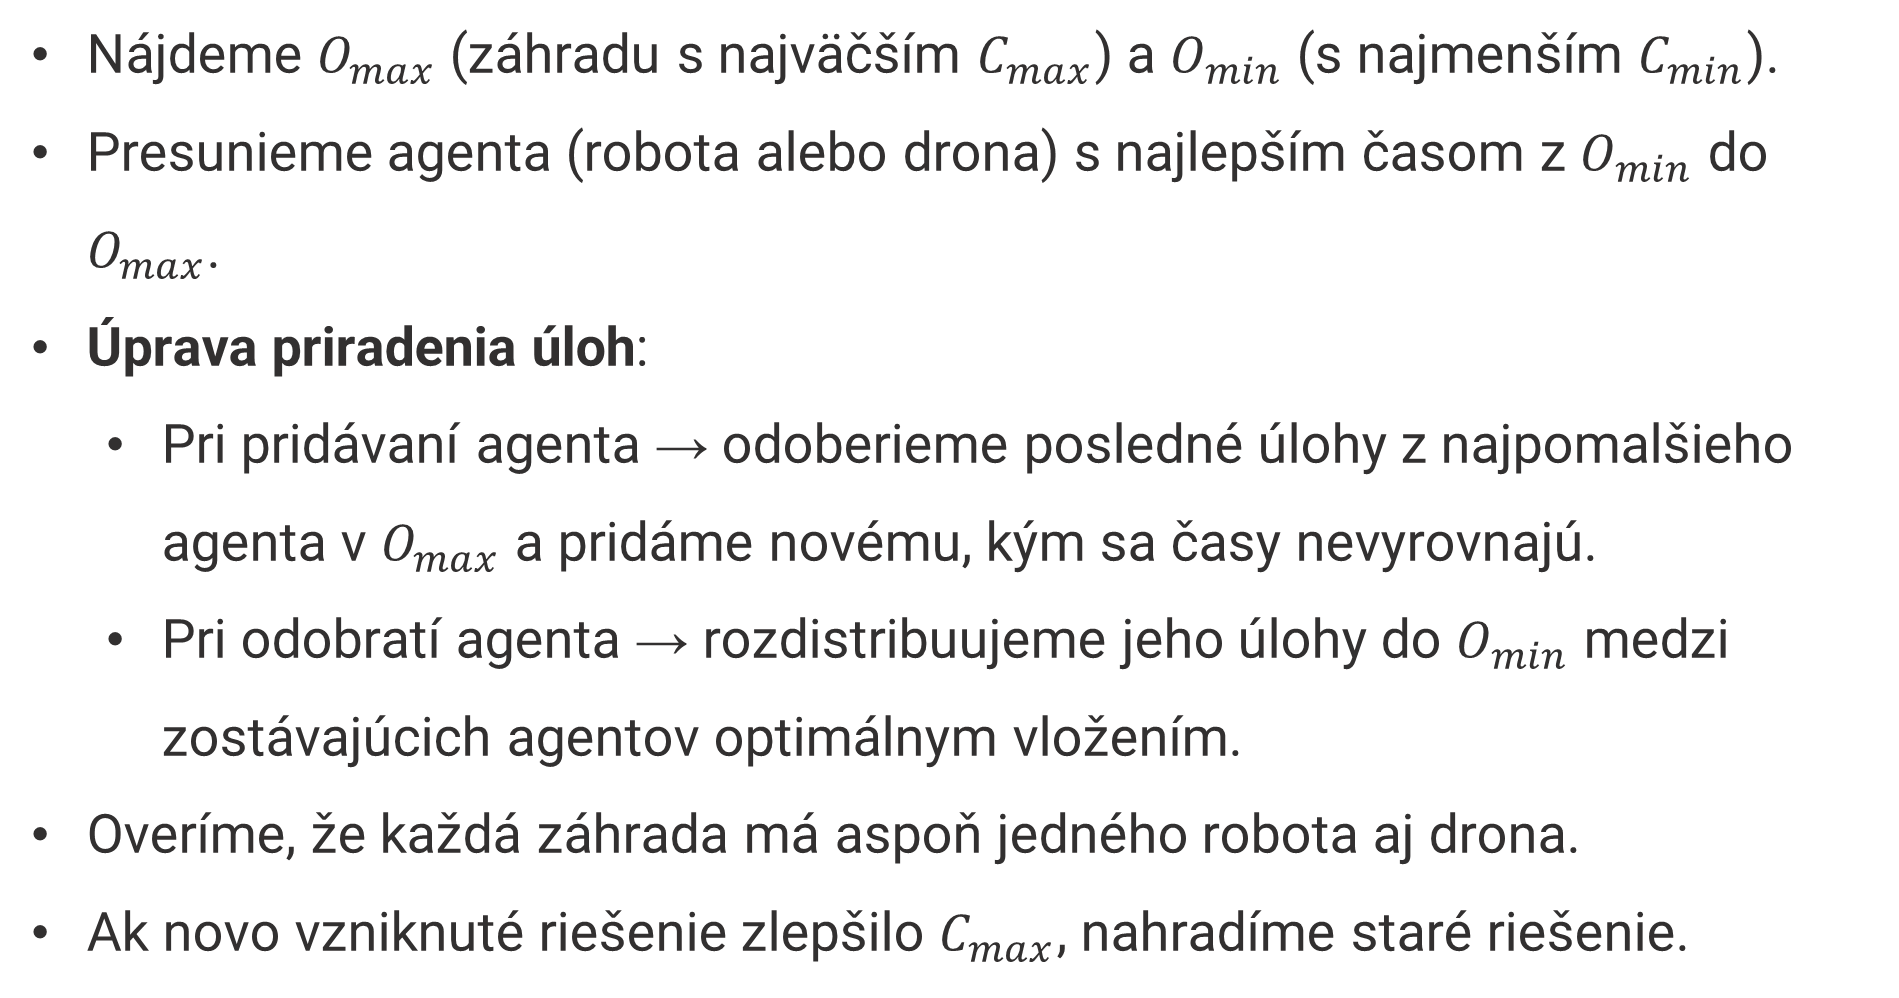 • Nájdeme O_max (záhradu s najväčším C_max) a O_min (s najmenším C_min).
• Presunieme agenta (robota alebo drona) s najlepším časom z O_min do
O_max.
• Úprava priradenia úloh:
• Pri pridávaní agenta → odoberieme posledné úlohy z najpomalšieho
agenta v O_max a pridáme novému, kým sa časy nevyrovnajú.
• Pri odobratí agenta → rozdistribuujeme jeho úlohy do O_min medzi
zostávajúcich agentov optimálnym vložením.
• Overíme, že každá záhrada má aspoň jedného robota aj drona.
• Ak novo vzniknuté riešenie zlepšilo C_max, nahradíme staré riešenie.